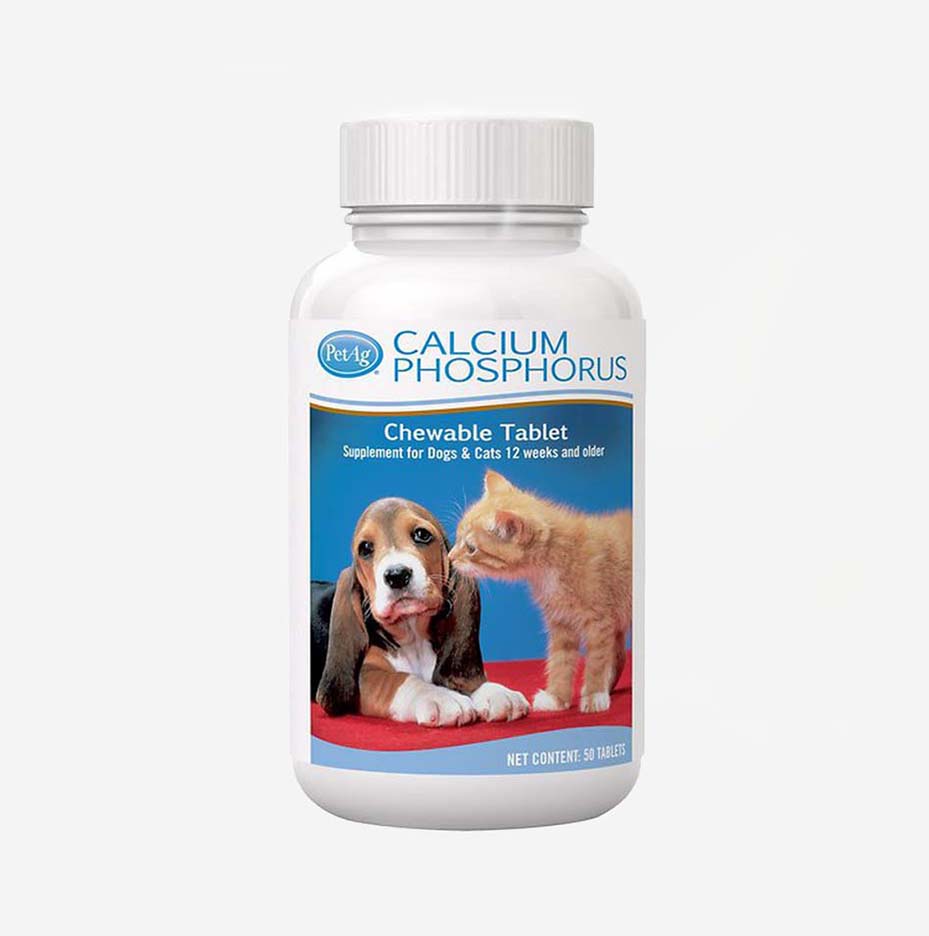 PetAg®
CALCIUM
PHOSPHORUS
Chewable Tablet
Supplement for Dogs & Cats 12 weeks and older
NET CONTENT: 50 TABLETS